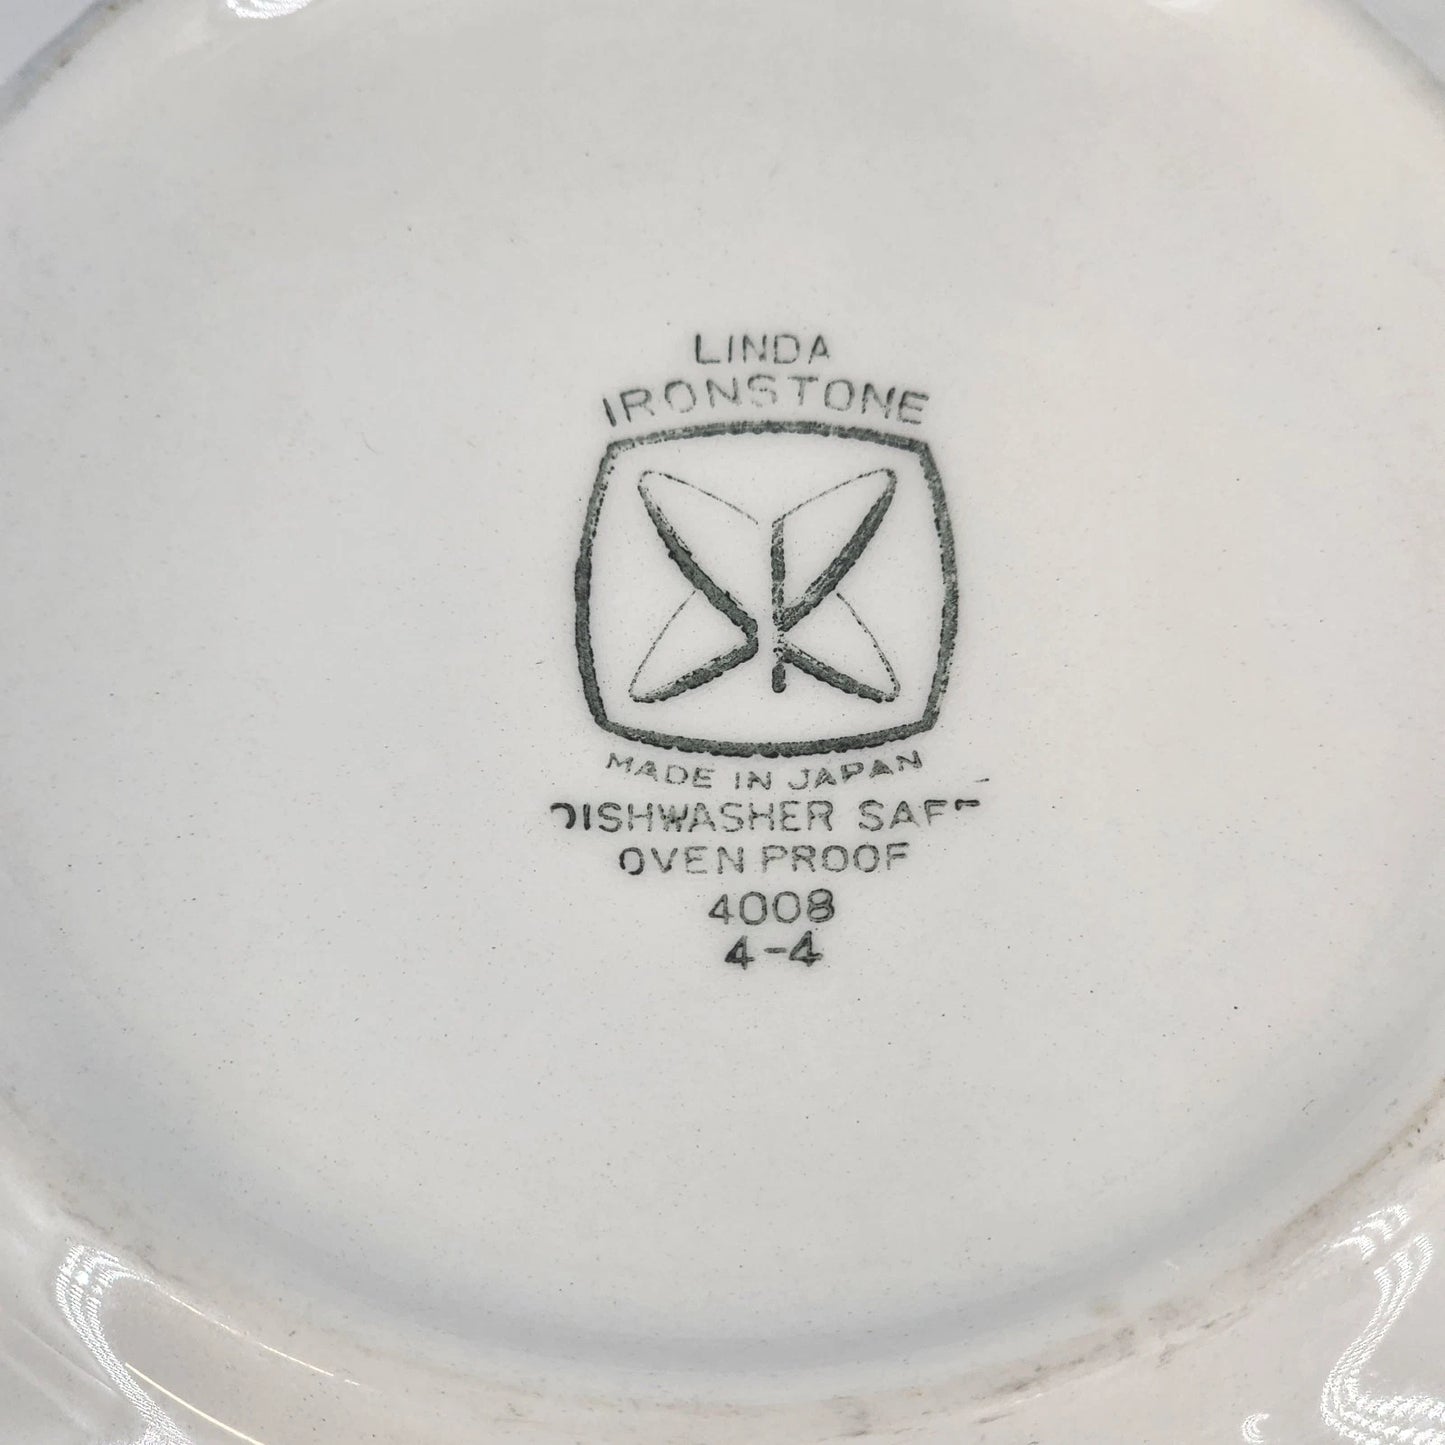 LINDA
IRONSTONE
MADE IN JAPAN
DISHWASHER SAFE
OVEN PROOF
4008
4-4